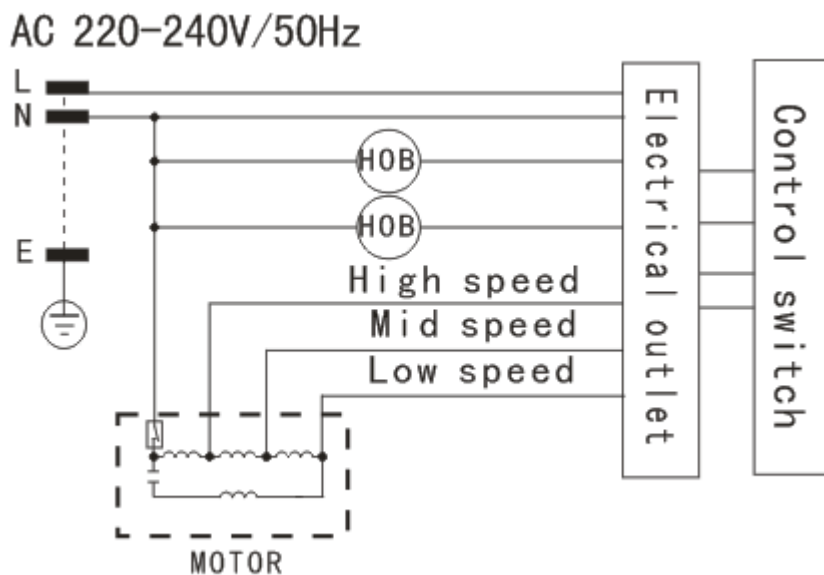 AC 220-240V/50Hz
L
N
E
HOB
HOB
High speed
Mid speed
Low speed
MOTOR
Electrical outlet
Control switch